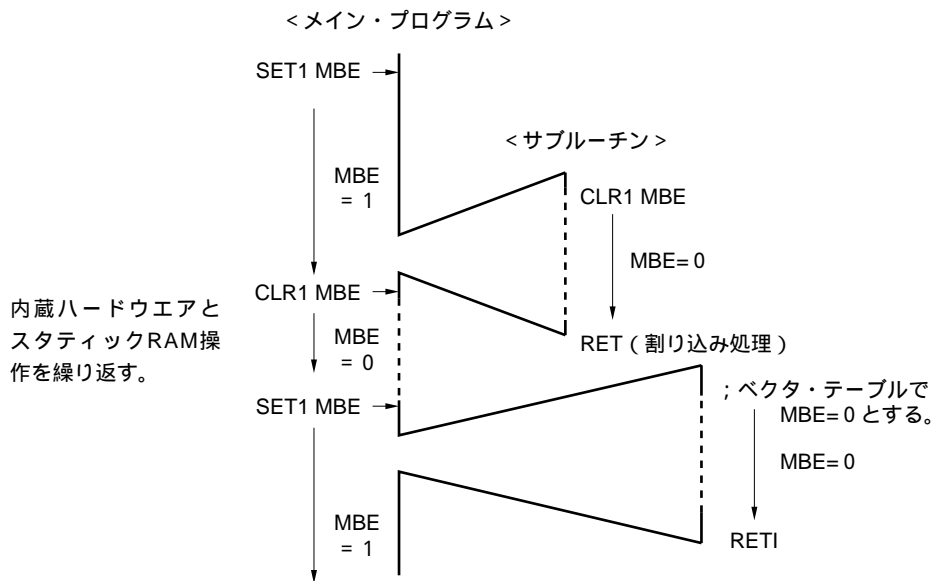 <メイン・プログラム>
SET1 MBE
MBE
= 1
<サブルーチン>
CLR1 MBE
MBE=0
RET(割り込み処理)
CLR1 MBE
MBE
= 0
内蔵ハードウエアと
スタティックRAM操
作を繰り返す。
SET1 MBE
;ベクタ・テーブルで
MBE=0とする。
MBE=0
RETI
MBE
= 1